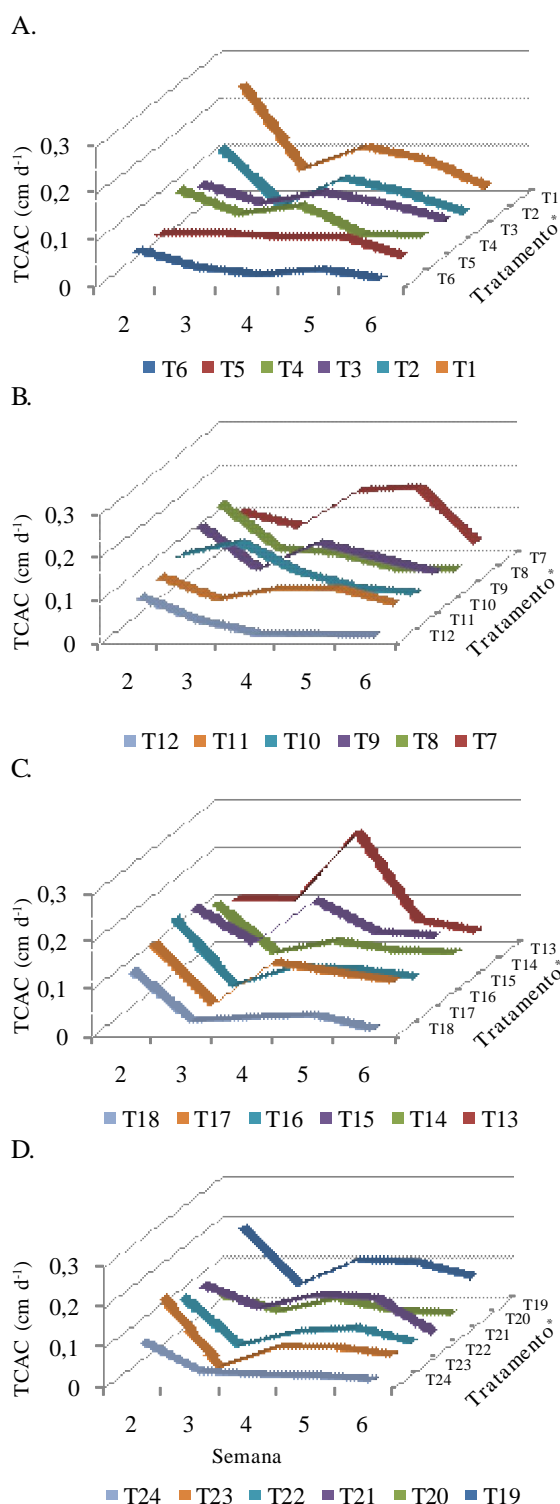 A.
TCAC (cm d-1)
0,3
0,2
0,1
0
2 3 4 5 6
T6 T5 T4 T3 T2 T1
Tratamento*
T6 T5 T4 T3 T2 T1
B.
TCAC (cm d-1)
0,3
0,2
0,1
0
2 3 4 5 6
T12 T11 T10 T9 T8 T7
Tratamento*
T12 T11 T10 T9 T8 T7
C.
TCAC (cm d-1)
0,3
0,2
0,1
0
2 3 4 5 6
T18 T17 T16 T15 T14 T13
Tratamento*
T18 T17 T16 T15 T14 T13
D.
TCAC (cm d-1)
0,3
0,2
0,1
0
2 3 4 5 6
T24 T23 T22 T21 T20 T19
Tratamento*
Semana
T24 T23 T22 T21 T20 T19